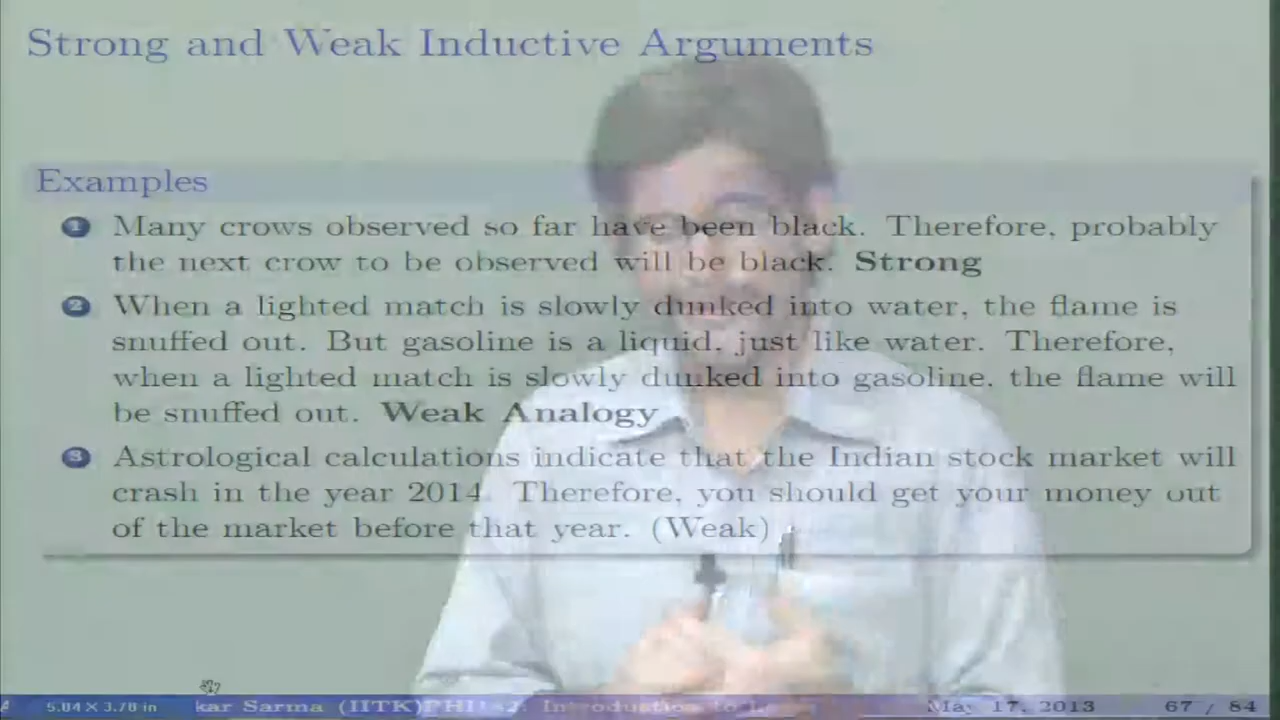 Strong and Weak Inductive Arguments
Examples
1 Many crows observed so far have been black. Therefore, probably
the next crow to be observed will be black. Strong
2 When a lighted match is slowly dunked into water, the flame is
snuffed out. But gasoline is a liquid, just like water. Therefore,
when a lighted match is slowly dunked into gasoline, the flame will
be snuffed out. Weak Analogy
3 Astrological calculations indicate that the Indian stock market will
crash in the year 2014. Therefore, you should get your money out
of the market before that year. (Weak)
5.04 X 3.78 in kar Sarma (IITK) Introduction to May 17, 2013 67 / 84